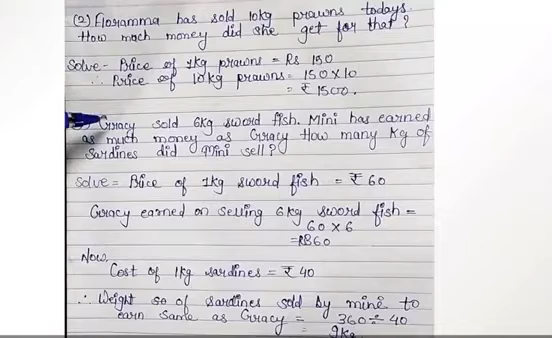 (2) Floramma has sold 10kg prawns todays.
How much money did she get for that?
Solve- Price of 1kg prawns = Rs 150
∴ Price of 10kg prawns = 150×10
= ₹ 1500.
Gracy sold 6kg sword fish. Mini has earned
as much money as Gracy How many Kg of
Sardines did Mini sell?
Solve = Price of 1kg sword fish = ₹ 60
Gracy earned on selling 6kg sword fish =
60 × 6
= R360
Now,
Cost of 1kg sardines = ₹ 40
∴ Weight so of sardines sold by mine to
earn same as Gracy = 360 ÷ 40
= 9Kg